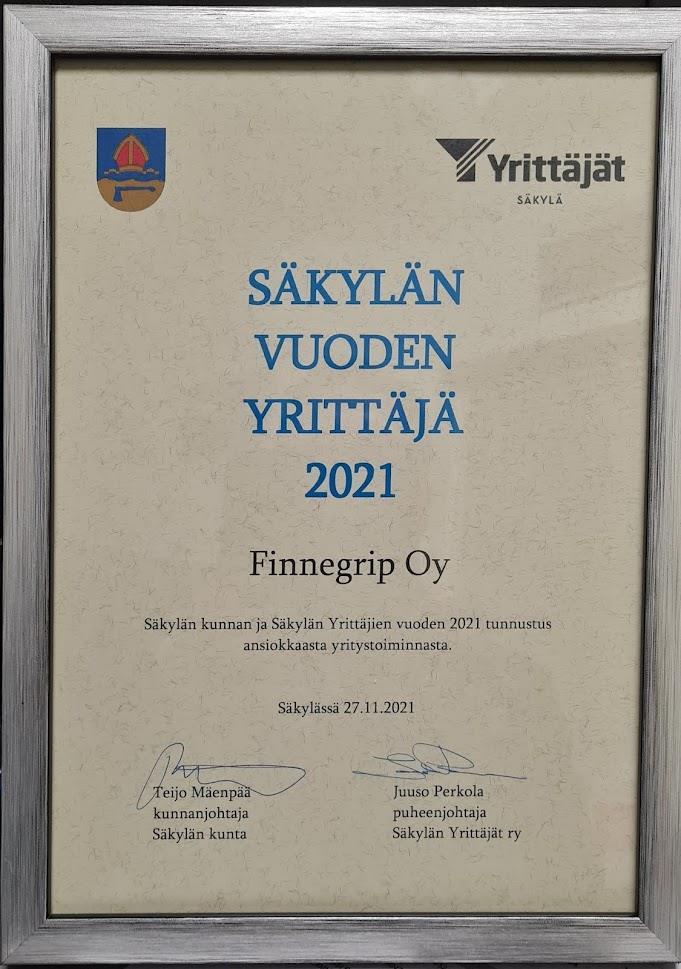 Yrittäjät
SÄKYLÄ
SÄKYLÄN
VUODEN
YRITTÄJÄ
2021
Finnegrip Oy
Säkylän kunnan ja Säkylän Yrittäjien vuoden 2021 tunnustus
ansiokkaasta yritystoiminnasta.
Säkylässä 27.11.2021
Teijo Mäenpää
kunnanjohtaja
Säkylän kunta
Juuso Perkola
puheenjohtaja
Säkylän Yrittäjät ry